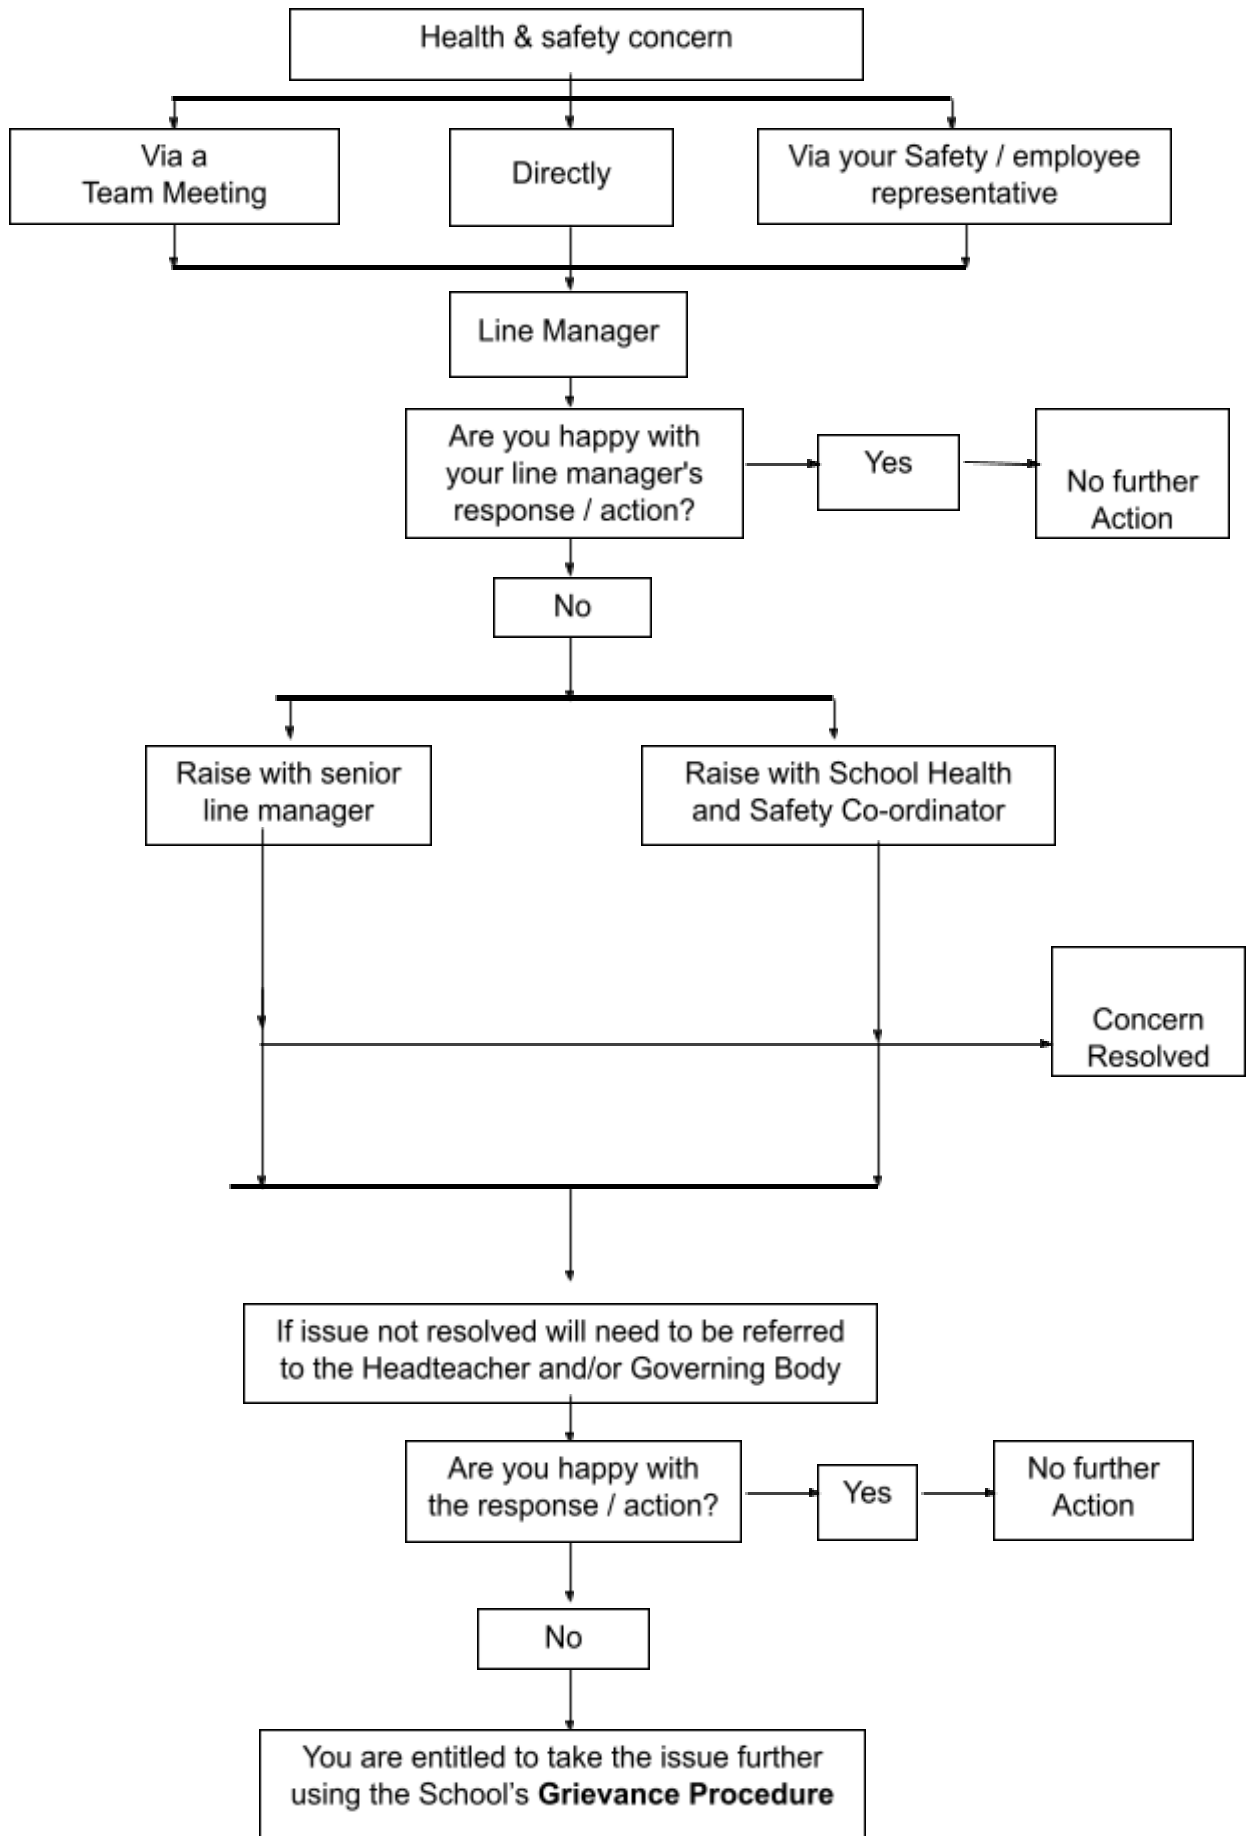 Health & safety concern
Via a
Team Meeting
Directly
Via your Safety / employee
representative
Line Manager
Are you happy with
your line manager's
response / action?
Yes
No further
Action
No
Raise with senior
line manager
Raise with School Health
and Safety Co-ordinator
Concern
Resolved
If issue not resolved will need to be referred
to the Headteacher and/or Governing Body
Are you happy with
the response / action?
Yes
No further
Action
No
You are entitled to take the issue further
using the School’s Grievance Procedure